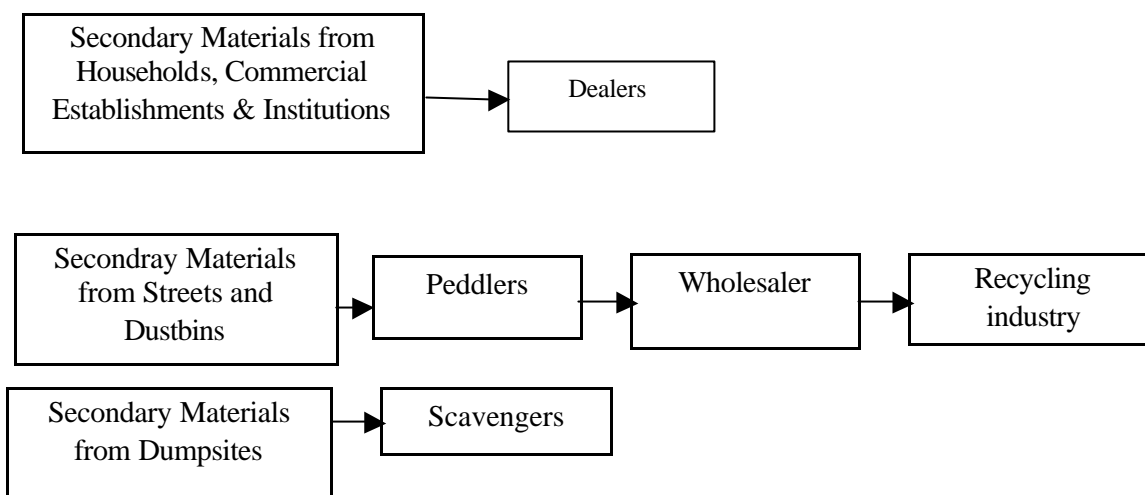 Secondary Materials from
Households, Commercial
Establishments & Institutions
Dealers
Secondray Materials
from Streets and
Dustbins
Peddlers
Wholesaler
Recycling
industry
Secondary Materials
from Dumpsites
Scavengers